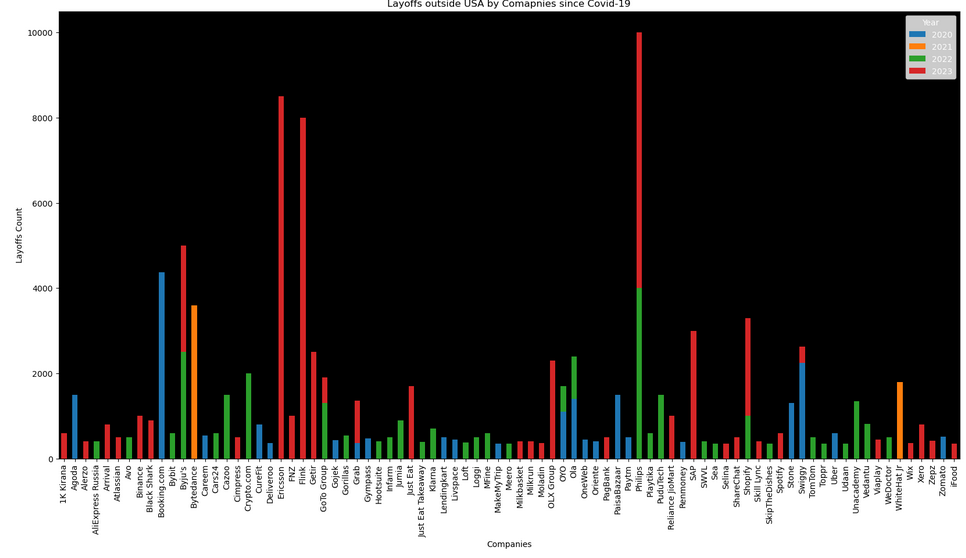 Layoffs outside USA by Comapnies since Covid-19
Year
2020
2021
2022
2023
Layoffs Count
10000
8000
6000
4000
2000
0
1K Kirana
Agoda
Alerzo
AliExpress Russia
Arrival
Atlassian
Avo
Binance
Black Shark
Booking.com
Bybit
Byju's
Bytedance
Careem
Cars24
Cazoo
Cimpress
Crypto.com
CureFit
Deliveroo
Ericsson
FNZ
Flink
Getir
GoTo Group
Gojek
Gorillas
Grab
Gympass
Hootsuite
Infarm
Jumia
Just Eat
Just Eat Takeaway
Klarna
Lendingkart
Livspace
Loft
Loggi
MFine
MakeMyTrip
Meero
Milkbasket
Milkrun
Moladin
OLX Group
OYO
Ola
OneWeb
Oriente
PagBank
PaisaBazaar
Paytm
Philips
Playtika
PuduTech
Reliance JioMart
Renmoney
SAP
SWVL
Sea
Selina
ShareChat
Shopify
Skill Lync
SkipTheDishes
Spotify
Stone
Swiggy
TomTom
Toppr
Uber
Udaan
Unacademy
Vedantu
Viaplay
WeDoctor
WhiteHat Jr
Wix
Xero
Zepz
Zomato
iFood
Companies